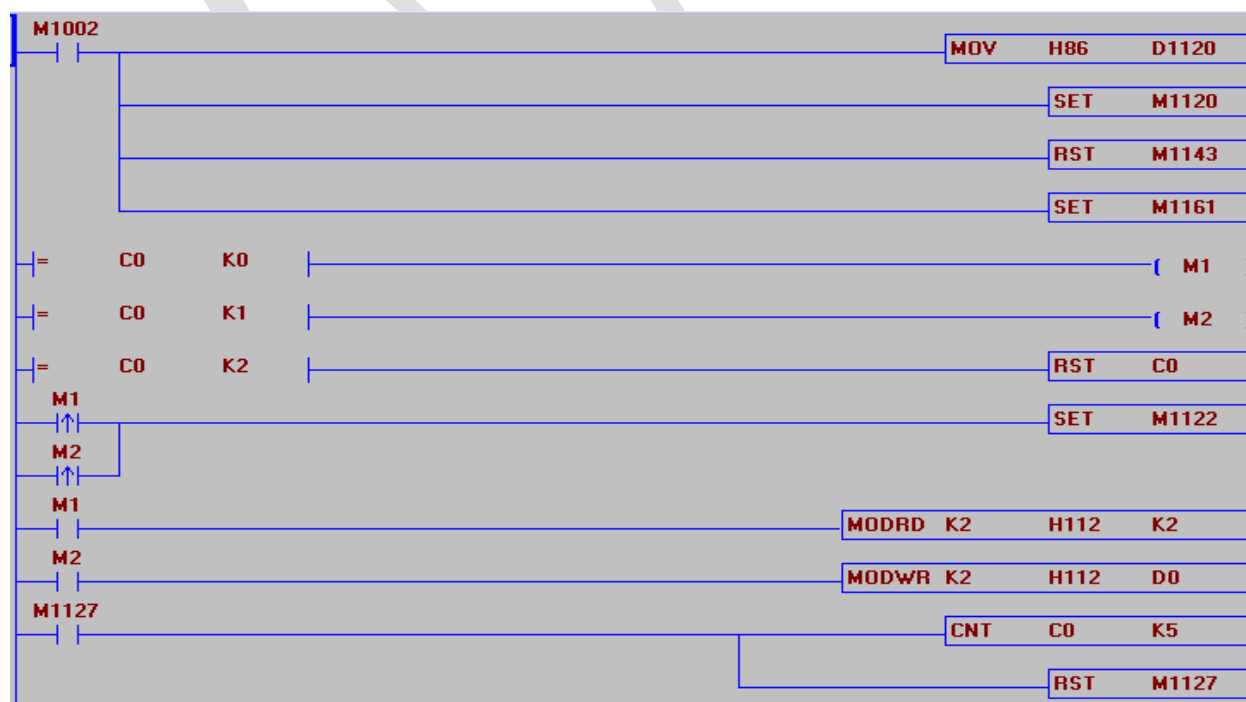 M1002
MOV H86 D1120
SET M1120
RST M1143
SET M1161
= C0 K0 M1
= C0 K1 M2
= C0 K2 RST C0
M1
SET M1122
M2
M1
MODRD K2 H112 K2
M2
MODWR K2 H112 D0
M1127
CNT C0 K5
RST M1127